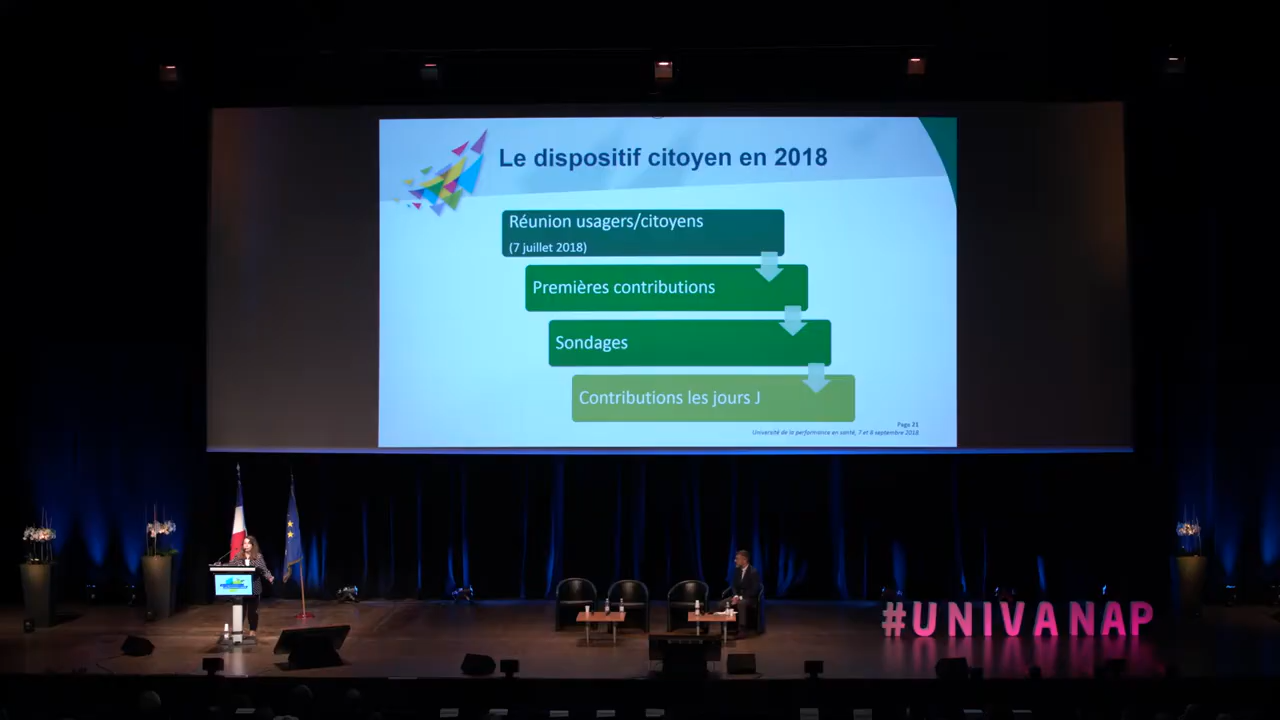 Le dispositif citoyen en 2018
Réunion usagers/citoyens
(7 juillet 2018)
Premières contributions
Sondages
Contributions les jours J
Page 21
Université de la performance en santé, 7 et 8 septembre 2018
#UNIVANAP